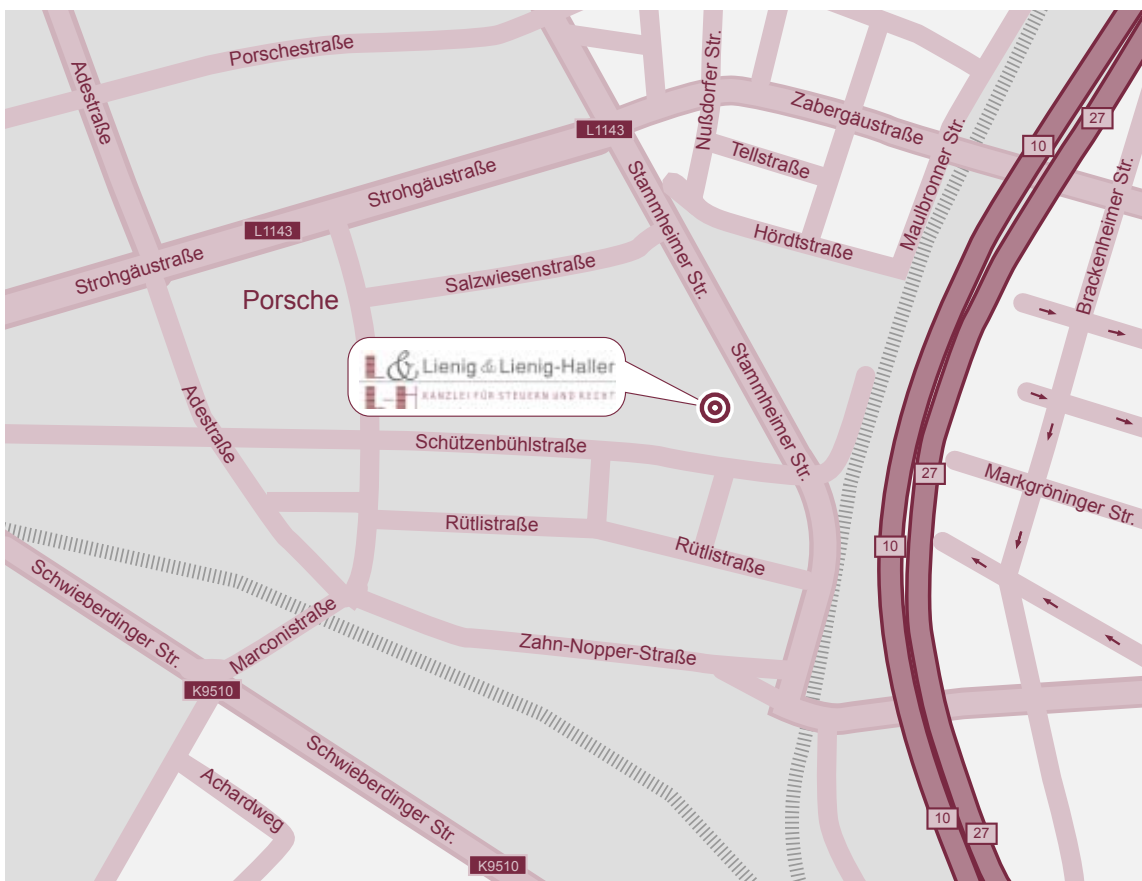 Porschestraße
Nußdorfer Str.
Adestraße
27
Zabergäustraße
L1143
10
Tellstraße
Maulbronner Str.
Strohgäustraße
Stammheimer Str.
L1143
Hördtstraße
Brackenheimer Str.
Strohgäustraße
Salzwiesenstraße
Porsche
L & Lienig & Lienig-Haller
L-H KANZLEI FÜR STEUERN UND RECHT
Stammheimer Str.
Adestraße
Schützenbühlstraße
27
Markgröninger Str.
Rütlistraße
10
Rütlistraße
Schwieberdinger Str.
Marconistraße
Zahn-Nopper-Straße
K9510
Schwieberdinger Str.
Achardweg
10
27
K9510